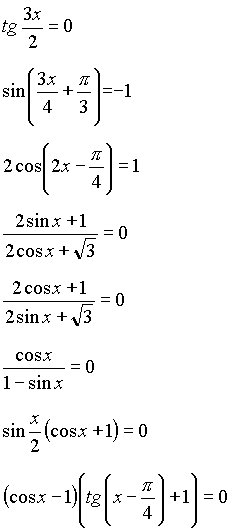 tg 3x/2 = 0
sin(3x/4 + π/3) = −1
2cos(2x − π/4) = 1
(2sin x + 1)/(2cos x + √3) = 0
(2cos x + 1)/(2sin x + √3) = 0
cos x/(1 − sin x) = 0
sin x/2 (cos x + 1) = 0
(cos x − 1)(tg(x − π/4) + 1) = 0